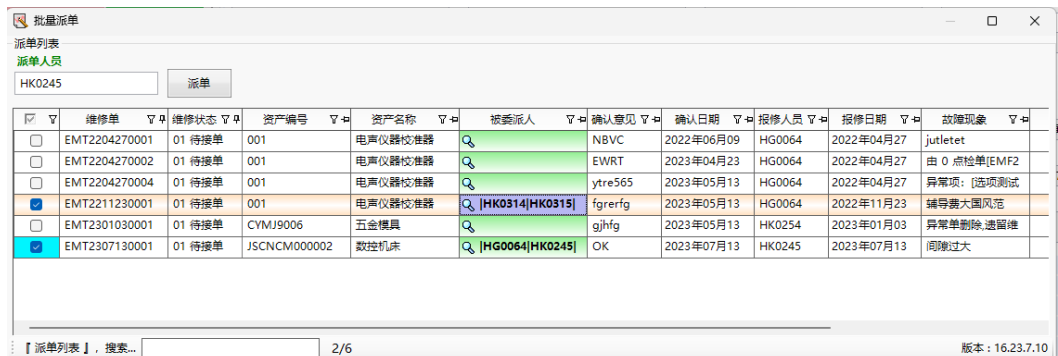 批量派单
派单列表
派单人员
HK0245 派单
维修单 维修状态 资产编号 资产名称 被委派人 确认意见 确认日期 报修人员 报修日期 故障现象
EMT2204270001 01 待接单 001 电声仪器校准器 NBVC 2022年06月09 HG0064 2022年04月27 jutletet
EMT2204270002 01 待接单 001 电声仪器校准器 EWRT 2023年04月23 HG0064 2022年04月27 由 0 点检单[EMF2
EMT2204270004 01 待接单 001 电声仪器校准器 ytre565 2023年05月13 HG0064 2022年04月27 异常项: [选项测试
EMT2211230001 01 待接单 001 电声仪器校准器 |HK0314|HK0315| fgrerfg 2023年05月13 HG0064 2022年11月23 辅导费大国风范
EMT2301030001 01 待接单 CYMJ9006 五金模具 gjhfg 2023年05月13 HK0254 2023年01月03 异常单删除,遗留维
EMT2307130001 01 待接单 JSCNCM000002 数控机床 |HG0064|HK0245| OK 2023年07月13 HK0245 2023年07月13 间隙过大
『 派单列表 』, 搜索... 2/6 版本 : 16.23.7.10